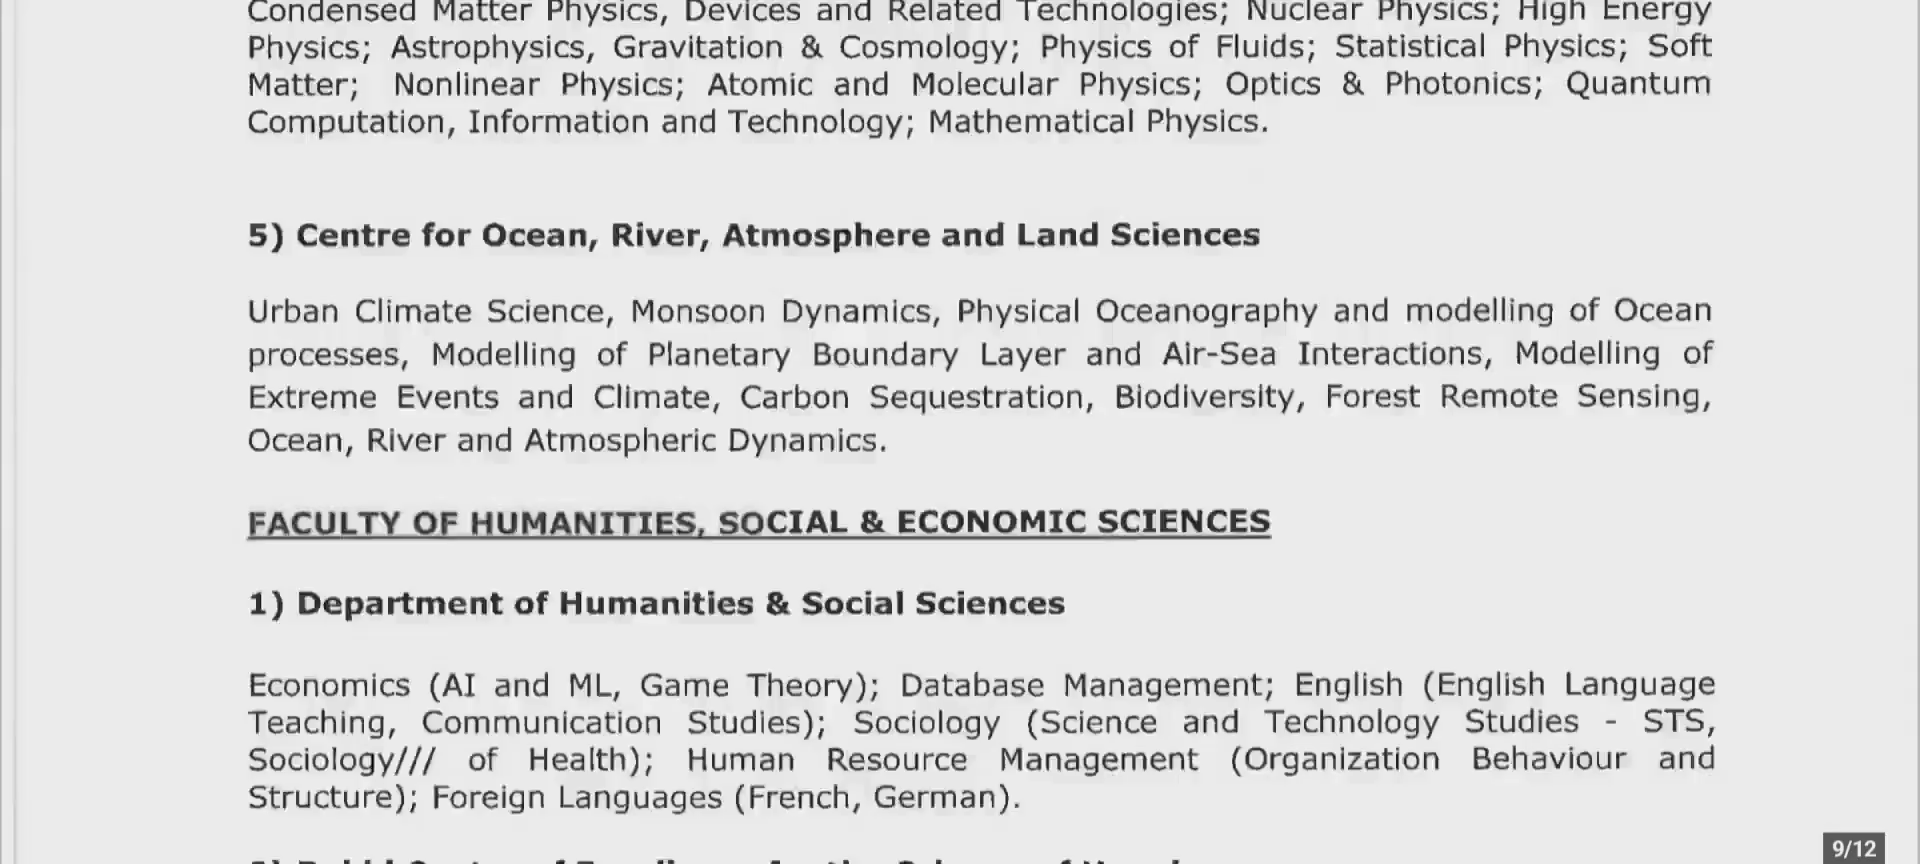 Condensed Matter Physics, Devices and Related Technologies; Nuclear Physics; High Energy
Physics; Astrophysics, Gravitation & Cosmology; Physics of Fluids; Statistical Physics; Soft
Matter; Nonlinear Physics; Atomic and Molecular Physics; Optics & Photonics; Quantum
Computation, Information and Technology; Mathematical Physics.
5) Centre for Ocean, River, Atmosphere and Land Sciences
Urban Climate Science, Monsoon Dynamics, Physical Oceanography and modelling of Ocean
processes, Modelling of Planetary Boundary Layer and Air-Sea Interactions, Modelling of
Extreme Events and Climate, Carbon Sequestration, Biodiversity, Forest Remote Sensing,
Ocean, River and Atmospheric Dynamics.
FACULTY OF HUMANITIES, SOCIAL & ECONOMIC SCIENCES
1) Department of Humanities & Social Sciences
Economics (AI and ML, Game Theory); Database Management; English (English Language
Teaching, Communication Studies); Sociology (Science and Technology Studies - STS,
Sociology/// of Health); Human Resource Management (Organization Behaviour and
Structure); Foreign Languages (French, German).
9/12